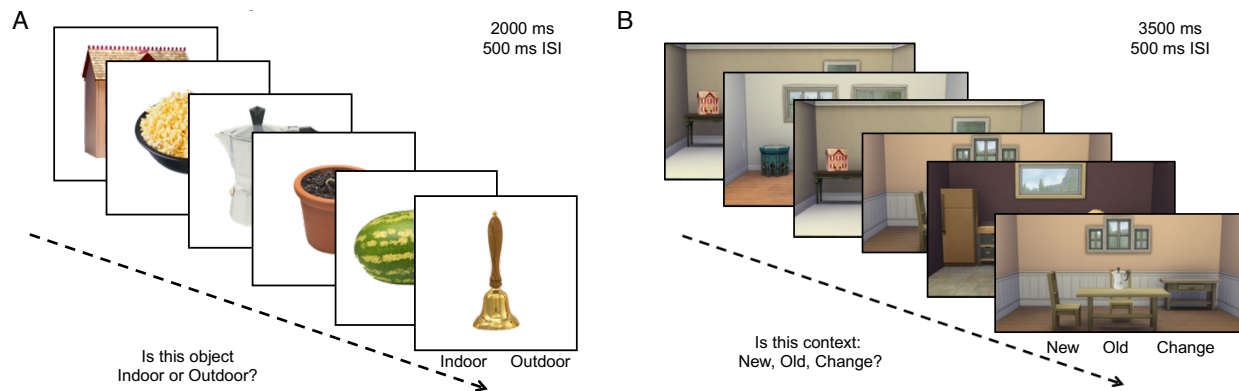 A
2000 ms
500 ms ISI
Is this object
Indoor or Outdoor?
Indoor Outdoor
B
3500 ms
500 ms ISI
Is this context:
New, Old, Change?
New Old Change